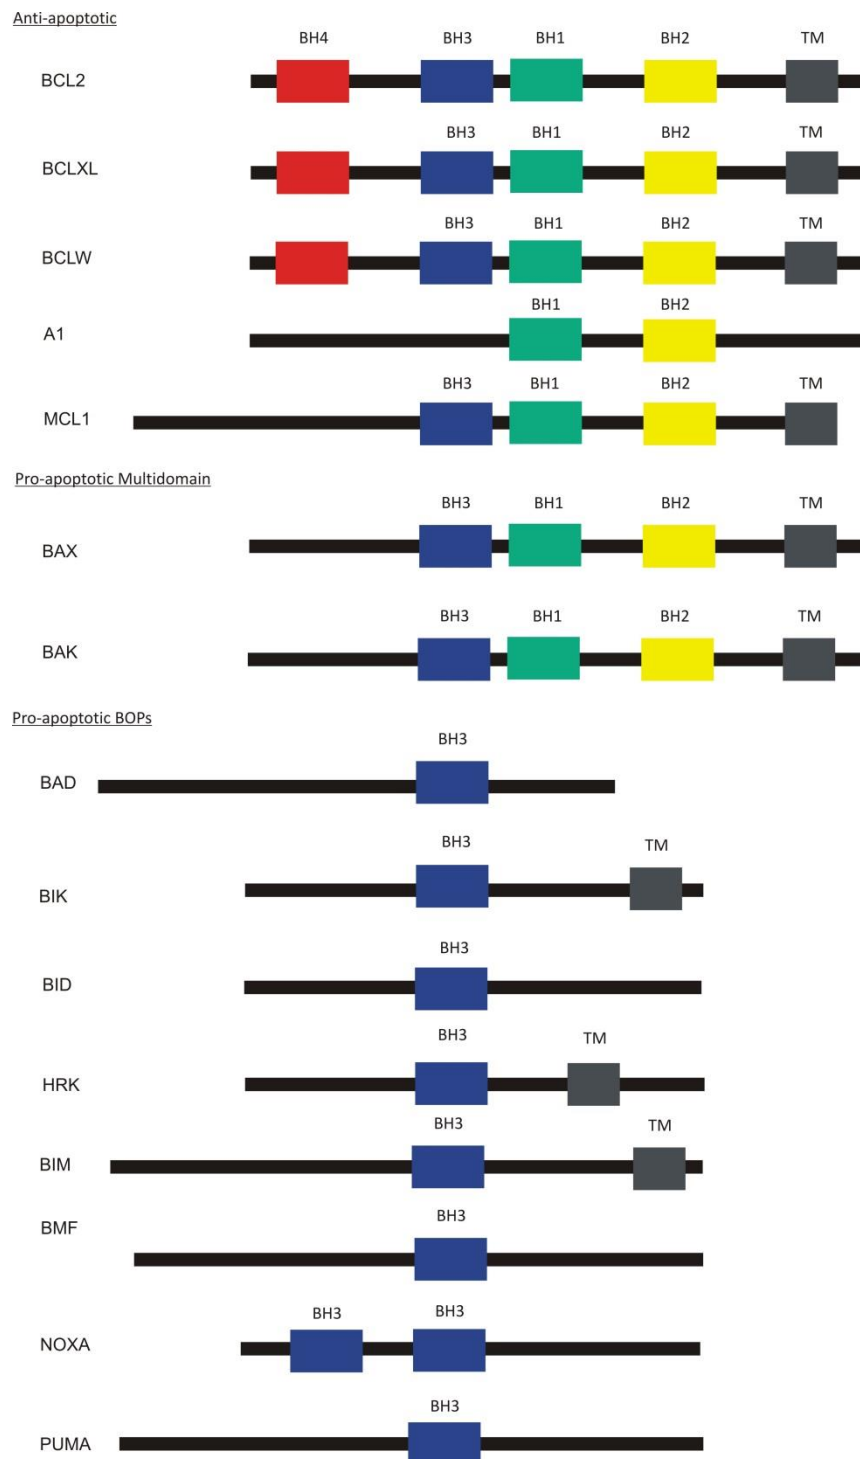 Anti-apoptotic
BH4 BH3 BH1 BH2 TM
BCL2
BH3 BH1 BH2 TM
BCLXL
BH3 BH1 BH2 TM
BCLW
BH1 BH2
A1
BH3 BH1 BH2 TM
MCL1
Pro-apoptotic Multidomain
BH3 BH1 BH2 TM
BAX
BH3 BH1 BH2 TM
BAK
Pro-apoptotic BOPs
BH3
BAD
BH3 TM
BIK
BH3
BID
BH3 TM
HRK
BH3 TM
BIM
BH3
BMF
BH3 BH3
NOXA
BH3
PUMA